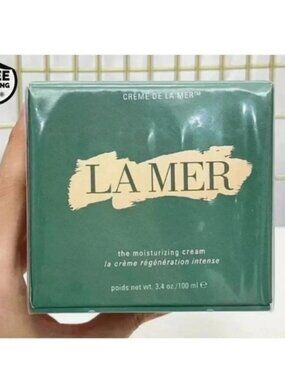 CRÈME DE LA MER™
LA MER
the moisturizing cream
la crème régénération intense
poids net wt. 3.4 oz./100 ml ℮